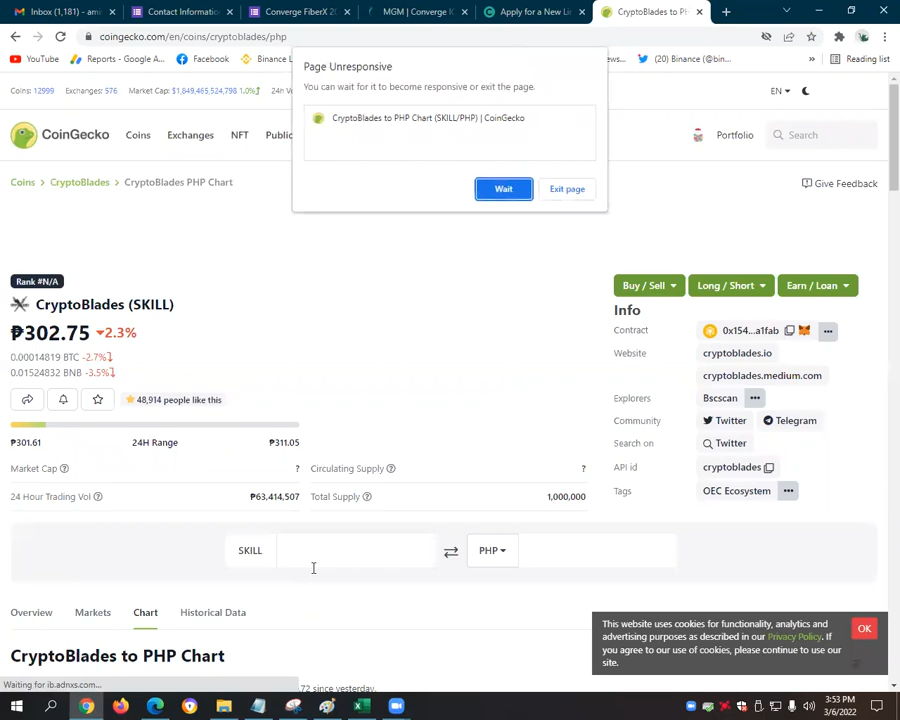 Inbox (1,181) - ami
Contact Informatio
Converge FiberX 2
MGM | Converge IC
Apply for a New Li
CryptoBlades to PH
coingecko.com/en/coins/cryptoblades/php
YouTube
Reports - Google A...
Facebook
Binance L
ews...
(20) Binance (@bin...
»
Reading list
Coins: 12999
Exchanges: 576
Market Cap: $1,849,465,524,798 1.0%
24h V
EN
CoinGecko
Coins
Exchanges
NFT
Public
Portfolio
Search
Page Unresponsive
You can wait for it to become responsive or exit the page.
CryptoBlades to PHP Chart (SKILL/PHP) | CoinGecko
Wait
Exit page
Coins > CryptoBlades > CryptoBlades PHP Chart
Give Feedback
Rank #N/A
CryptoBlades (SKILL)
₱302.75 2.3%
0.00014819 BTC -2.7%
0.01524832 BNB -3.5%
48,914 people like this
₱301.61
24H Range
₱311.05
Market Cap ?
?
Circulating Supply ?
?
24 Hour Trading Vol ?
₱63,414,507
Total Supply ?
1,000,000
Buy / Sell
Long / Short
Earn / Loan
Info
Contract
0x154...a1fab
Website
cryptoblades.io
cryptoblades.medium.com
Explorers
Bscscan
Community
Twitter
Telegram
Search on
Twitter
API id
cryptoblades
Tags
OEC Ecosystem
SKILL
PHP
Overview
Markets
Chart
Historical Data
CryptoBlades to PHP Chart
.72 since yesterday.
Waiting for ib.adnxs.com...
This website uses cookies for functionality, analytics and
advertising purposes as described in our Privacy Policy. If
you agree to our use of cookies, please continue to use our
site.
OK
3:53 PM
3/6/2022